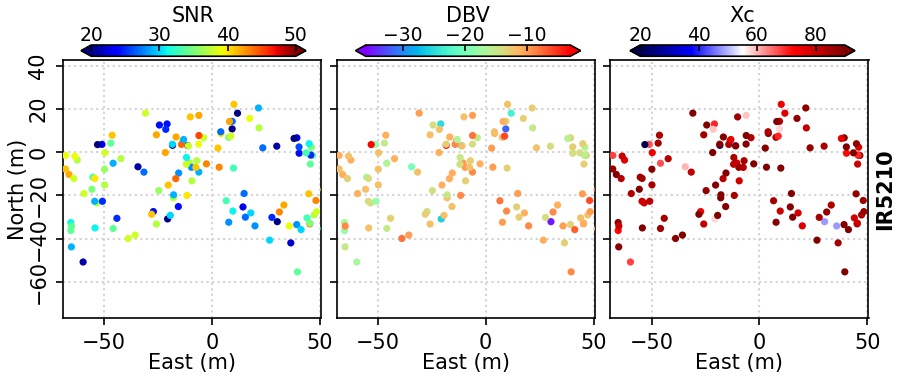 SNR DBV Xc
20 30 40 50 −30 −20 −10 20 40 60 80
40
20
0
−20
−40
−60
North (m)
IR5210
−50 0 50 −50 0 50 −50 0 50
East (m) East (m) East (m)